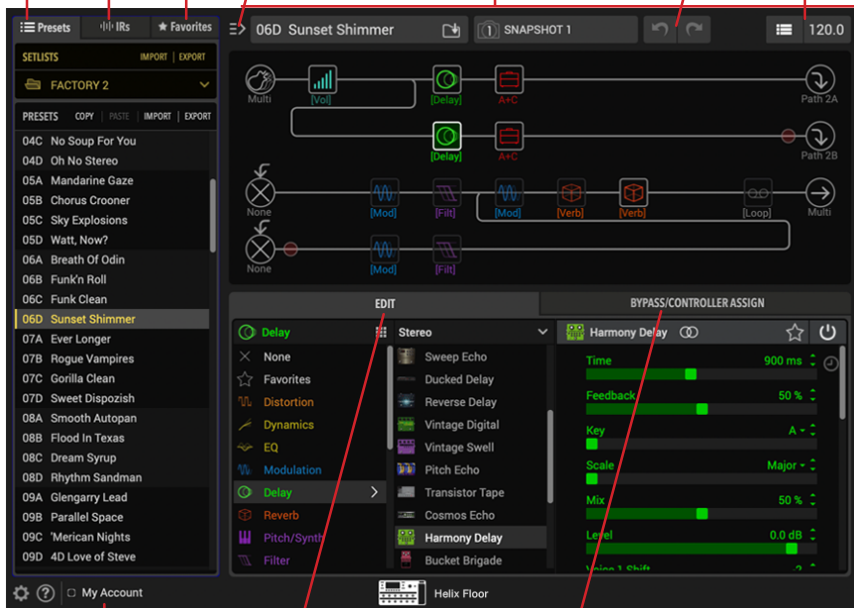 Presets IRs Favorites
06D Sunset Shimmer 1 SNAPSHOT 1 120.0
SETLISTS IMPORT | EXPORT
FACTORY 2
PRESETS COPY | PASTE | IMPORT | EXPORT
04C No Soup For You
04D Oh No Stereo
05A Mandarine Gaze
05B Chorus Crooner
05C Sky Explosions
05D Watt, Now?
06A Breath Of Odin
06B Funk'n Roll
06C Funk Clean
06D Sunset Shimmer
07A Ever Longer
07B Rogue Vampires
07C Gorilla Clean
07D Sweet Dispozish
08A Smooth Autopan
08B Flood In Texas
08C Dream Syrup
08D Rhythm Sandman
09A Glengarry Lead
09B Parallel Space
09C 'Merican Nights
09D 4D Love of Steve
Multi [Vol] [Delay] A+C Path 2A
[Delay] A+C Path 2B
None [Mod] [Filt] [Mod] [Verb] [Verb] [Loop] Multi
None [Mod] [Filt]
EDIT BYPASS/CONTROLLER ASSIGN
Delay
None
Favorites
Distortion
Dynamics
EQ
Modulation
Delay
Reverb
Pitch/Synth
Filter
Stereo
Sweep Echo
Ducked Delay
Reverse Delay
Vintage Digital
Vintage Swell
Pitch Echo
Transistor Tape
Cosmos Echo
Harmony Delay
Bucket Brigade
Harmony Delay
Time 900 ms
Feedback 50 %
Key A
Scale Major
Mix 50 %
Level 0.0 dB
Voice 1 Shift -2
? My Account Helix Floor